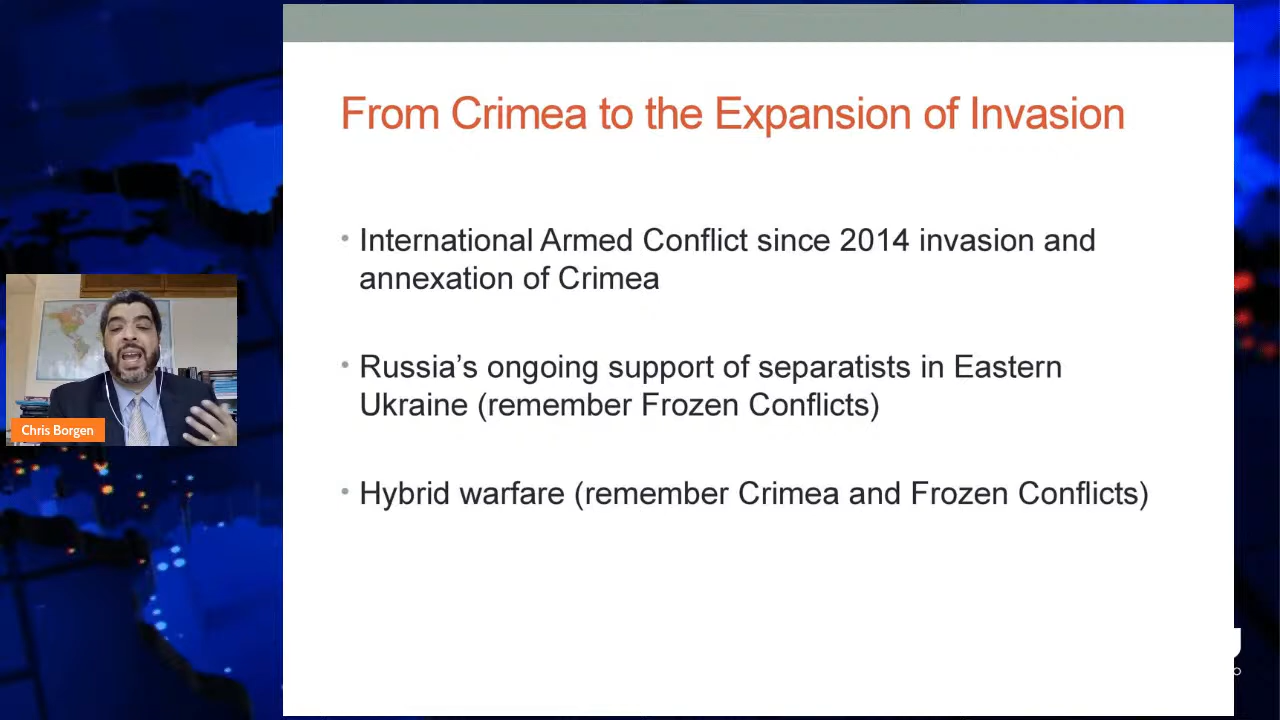 From Crimea to the Expansion of Invasion
• International Armed Conflict since 2014 invasion and
annexation of Crimea
• Russia’s ongoing support of separatists in Eastern
Ukraine (remember Frozen Conflicts)
• Hybrid warfare (remember Crimea and Frozen Conflicts)
Chris Borgen